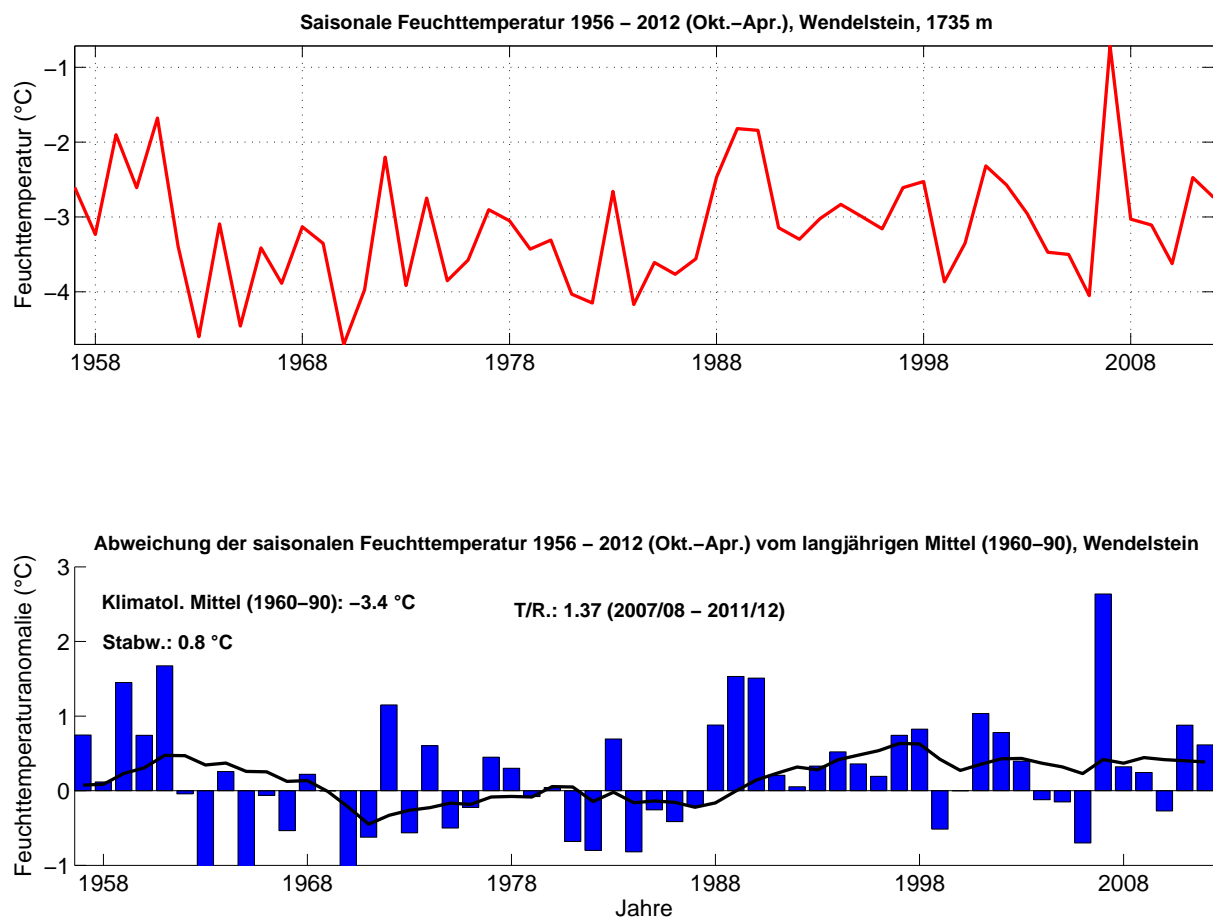 Saisonale Feuchttemperatur 1956 – 2012 (Okt.–Apr.), Wendelstein, 1735 m
Feuchttemperatur (°C)
–1
–2
–3
–4
1958 1968 1978 1988 1998 2008
Abweichung der saisonalen Feuchttemperatur 1956 – 2012 (Okt.–Apr.) vom langjährigen Mittel (1960–90), Wendelstein
Feuchttemperaturanomalie (°C)
3
Klimatol. Mittel (1960–90): –3.4 °C T/R.: 1.37 (2007/08 – 2011/12)
2
Stabw.: 0.8 °C
1
0
–1
1958 1968 1978 1988 1998 2008
Jahre